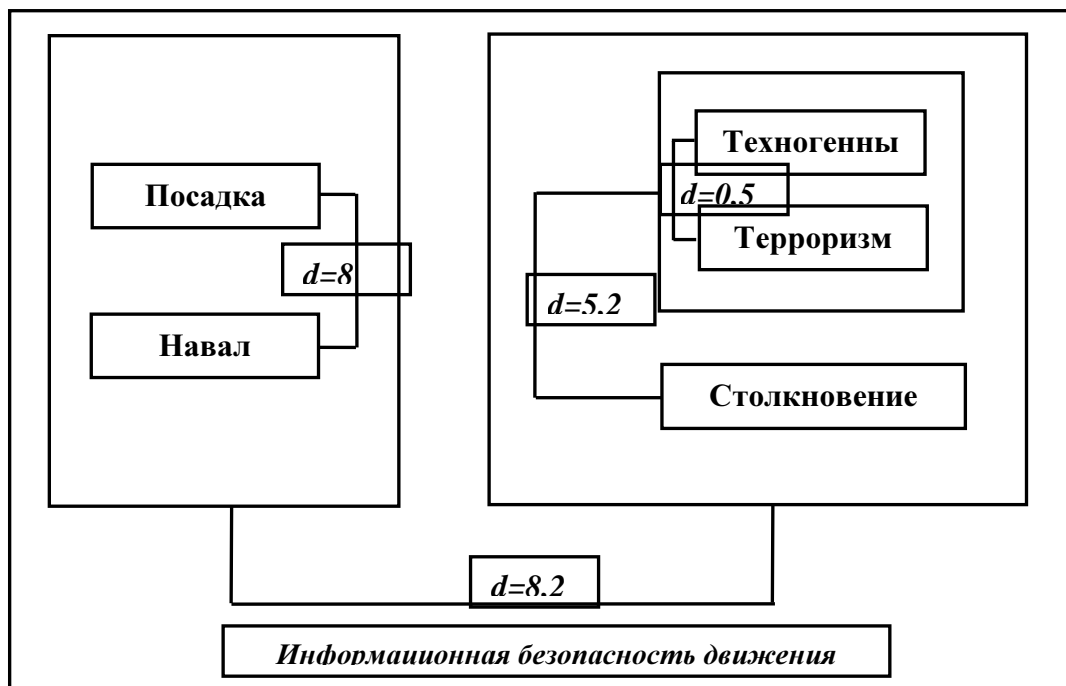 Посадка
d=8
Навал
Техногенны
d=0,5
Терроризм
d=5,2
Столкновение
d=8,2
Информационная безопасность движения